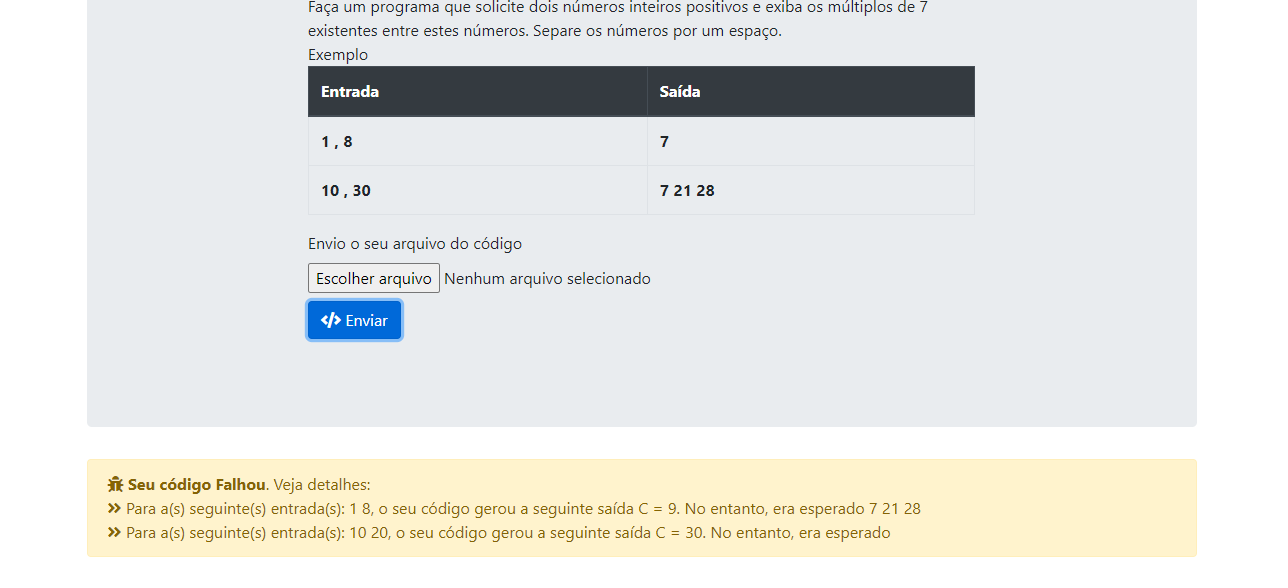 Faça um programa que solicite dois números inteiros positivos e exiba os múltiplos de 7
existentes entre estes números. Separe os números por um espaço.
Exemplo
Entrada Saída
1 , 8 7
10 , 30 7 21 28
Envio o seu arquivo do código
Escolher arquivo Nenhum arquivo selecionado
</> Enviar
Seu código Falhou. Veja detalhes:
» Para a(s) seguinte(s) entrada(s): 1 8, o seu código gerou a seguinte saída C = 9. No entanto, era esperado 7 21 28
» Para a(s) seguinte(s) entrada(s): 10 20, o seu código gerou a seguinte saída C = 30. No entanto, era esperado